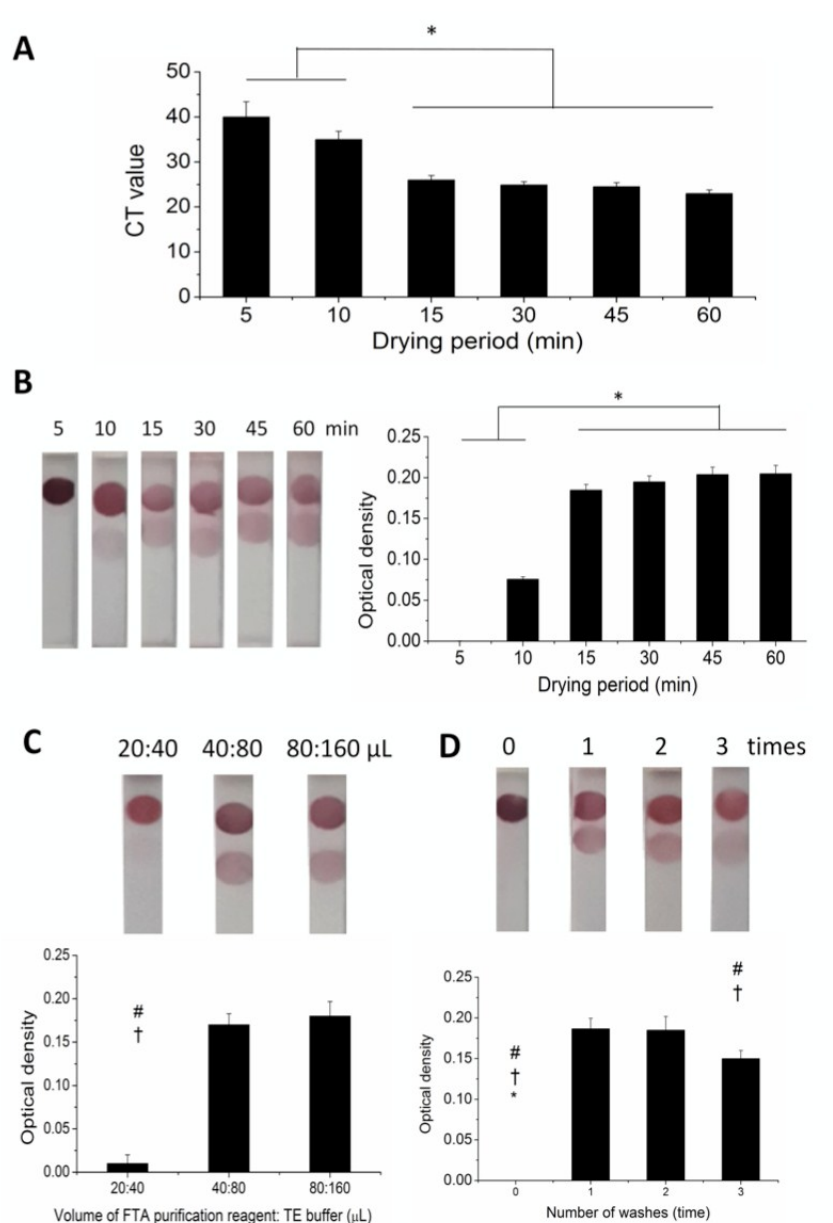 A
*
50
40
30
20
10
0
CT value
5 10 15 30 45 60
Drying period (min)
B
5 10 15 30 45 60 min
*
0.25
0.20
0.15
0.10
0.05
0.00
Optical density
5 10 15 30 45 60
Drying period (min)
C
20:40 40:80 80:160 μL
0.25
0.20
0.15
0.10
0.05
0.00
Optical density
#
†
20:40 40:80 80:160
Volume of FTA purification reagent: TE buffer (μL)
D
0 1 2 3 times
0.25
0.20
0.15
0.10
0.05
0.00
Optical density
#
†
*
#
†
0 1 2 3
Number of washes (time)